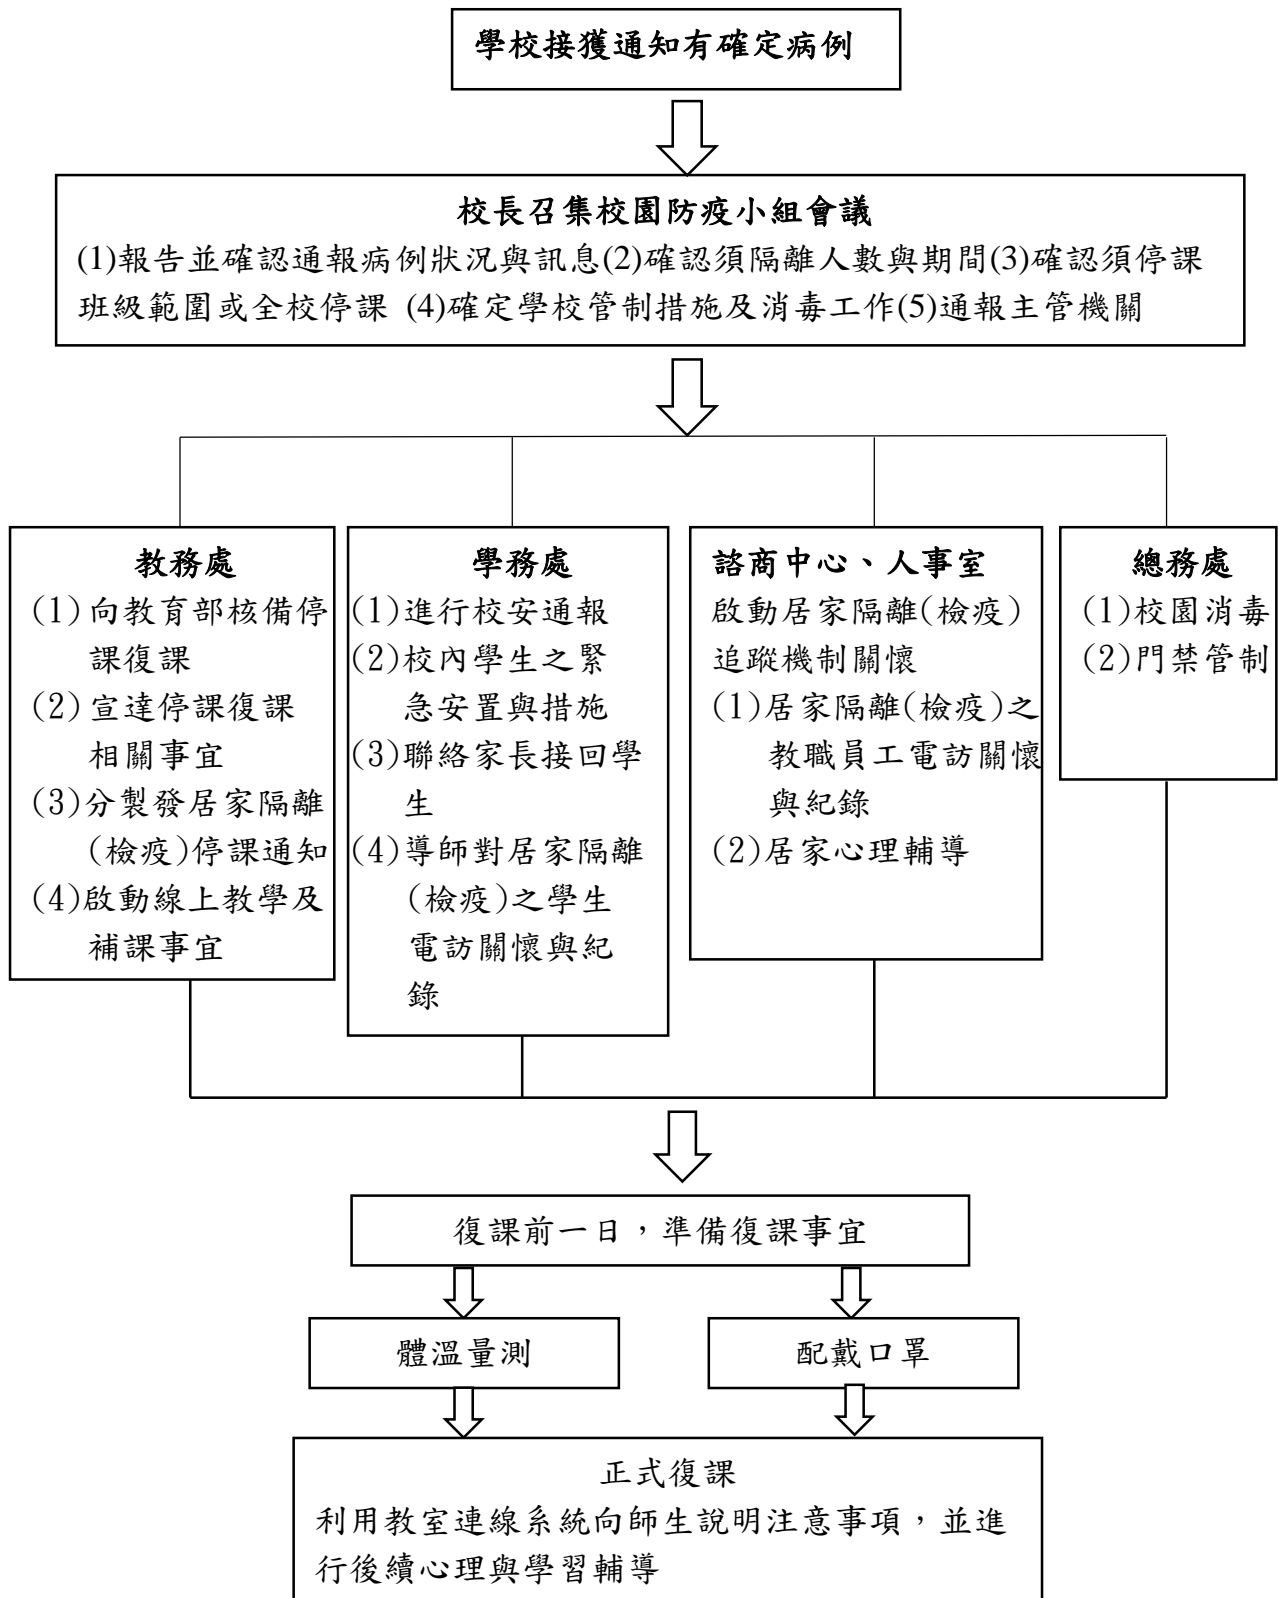 學校接獲通知有確定病例
校長召集校園防疫小組會議
(1)報告並確認通報病例狀況與訊息(2)確認須隔離人數與期間(3)確認須停課
班級範圍或全校停課 (4)確定學校管制措施及消毒工作(5)通報主管機關
教務處
(1)向教育部核備停
課復課
(2)宣達停課復課
相關事宜
(3)分製發居家隔離
(檢疫)停課通知
(4)啟動線上教學及
補課事宜
學務處
(1)進行校安通報
(2)校內學生之緊
急安置與措施
(3)聯絡家長接回學
生
(4)導師對居家隔離
(檢疫)之學生
電訪關懷與紀
錄
諮商中心、人事室
啟動居家隔離(檢疫)
追蹤機制關懷
(1)居家隔離(檢疫)之
教職員工電訪關懷
與紀錄
(2)居家心理輔導
總務處
(1)校園消毒
(2)門禁管制
復課前一日，準備復課事宜
體溫量測
配戴口罩
正式復課
利用教室連線系統向師生說明注意事項，並進
行後續心理與學習輔導